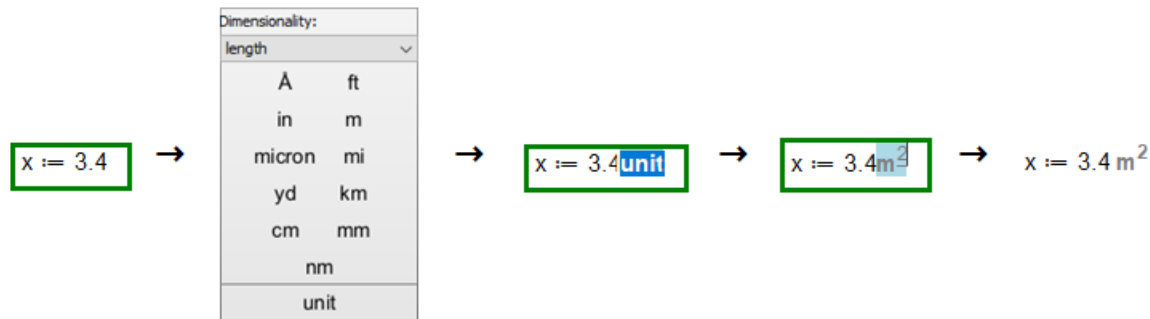 x := 3.4
→
Dimensionality:
length
Å ft
in m
micron mi
yd km
cm mm
nm
unit
→
x := 3.4unit
→
x := 3.4m²
→
x := 3.4 m²